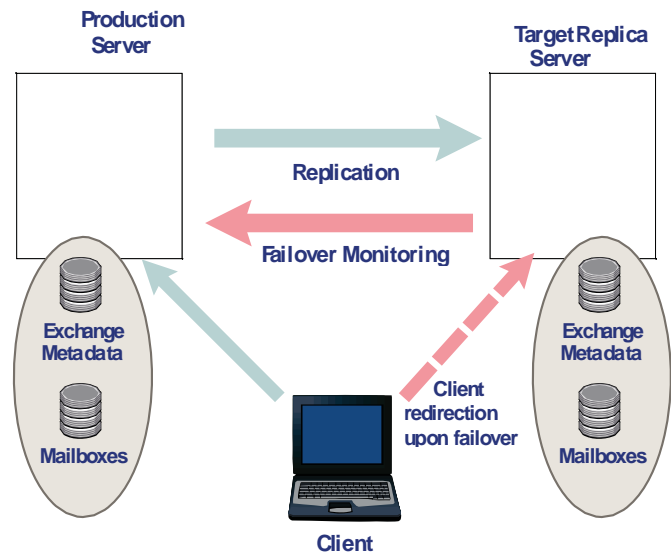 Production
Server
Target Replica
Server
Replication
Failover Monitoring
Exchange
Metadata
Mailboxes
Client
redirection
upon failover
Exchange
Metadata
Mailboxes
Client